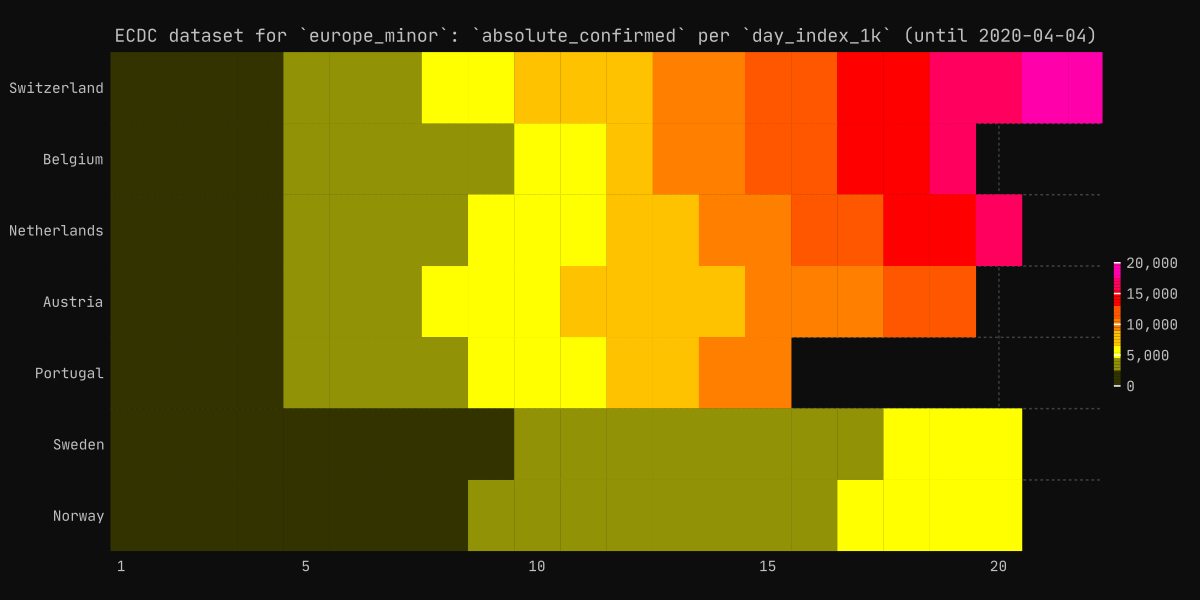 ECDC dataset for `europe_minor`: `absolute_confirmed` per `day_index_1k` (until 2020-04-04)
Switzerland
Belgium
Netherlands
Austria
Portugal
Sweden
Norway
20,000
15,000
10,000
5,000
0
1 5 10 15 20